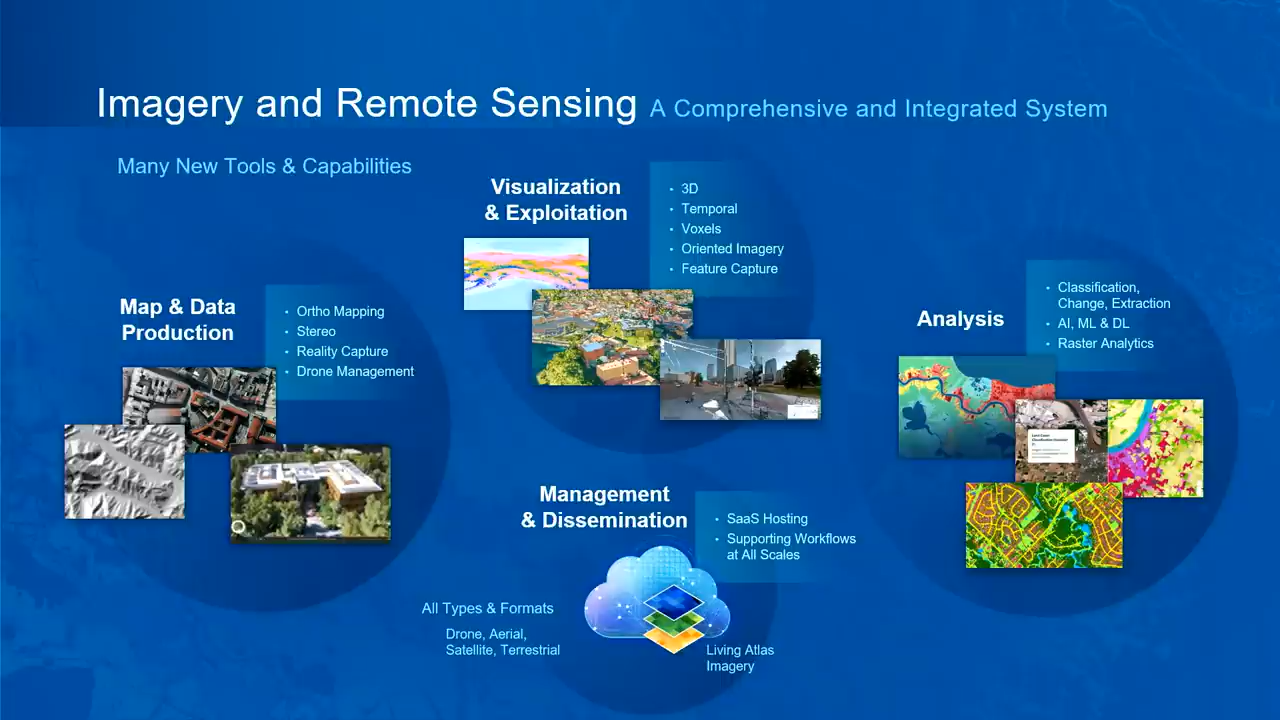 Imagery and Remote Sensing A Comprehensive and Integrated System
Many New Tools & Capabilities
Visualization
& Exploitation
• 3D
• Temporal
• Voxels
• Oriented Imagery
• Feature Capture
Map & Data
Production
• Ortho Mapping
• Stereo
• Reality Capture
• Drone Management
Analysis
• Classification,
Change, Extraction
• AI, ML & DL
• Raster Analytics
Management
& Dissemination
• SaaS Hosting
• Supporting Workflows
at All Scales
All Types & Formats
Drone, Aerial,
Satellite, Terrestrial
Living Atlas
Imagery